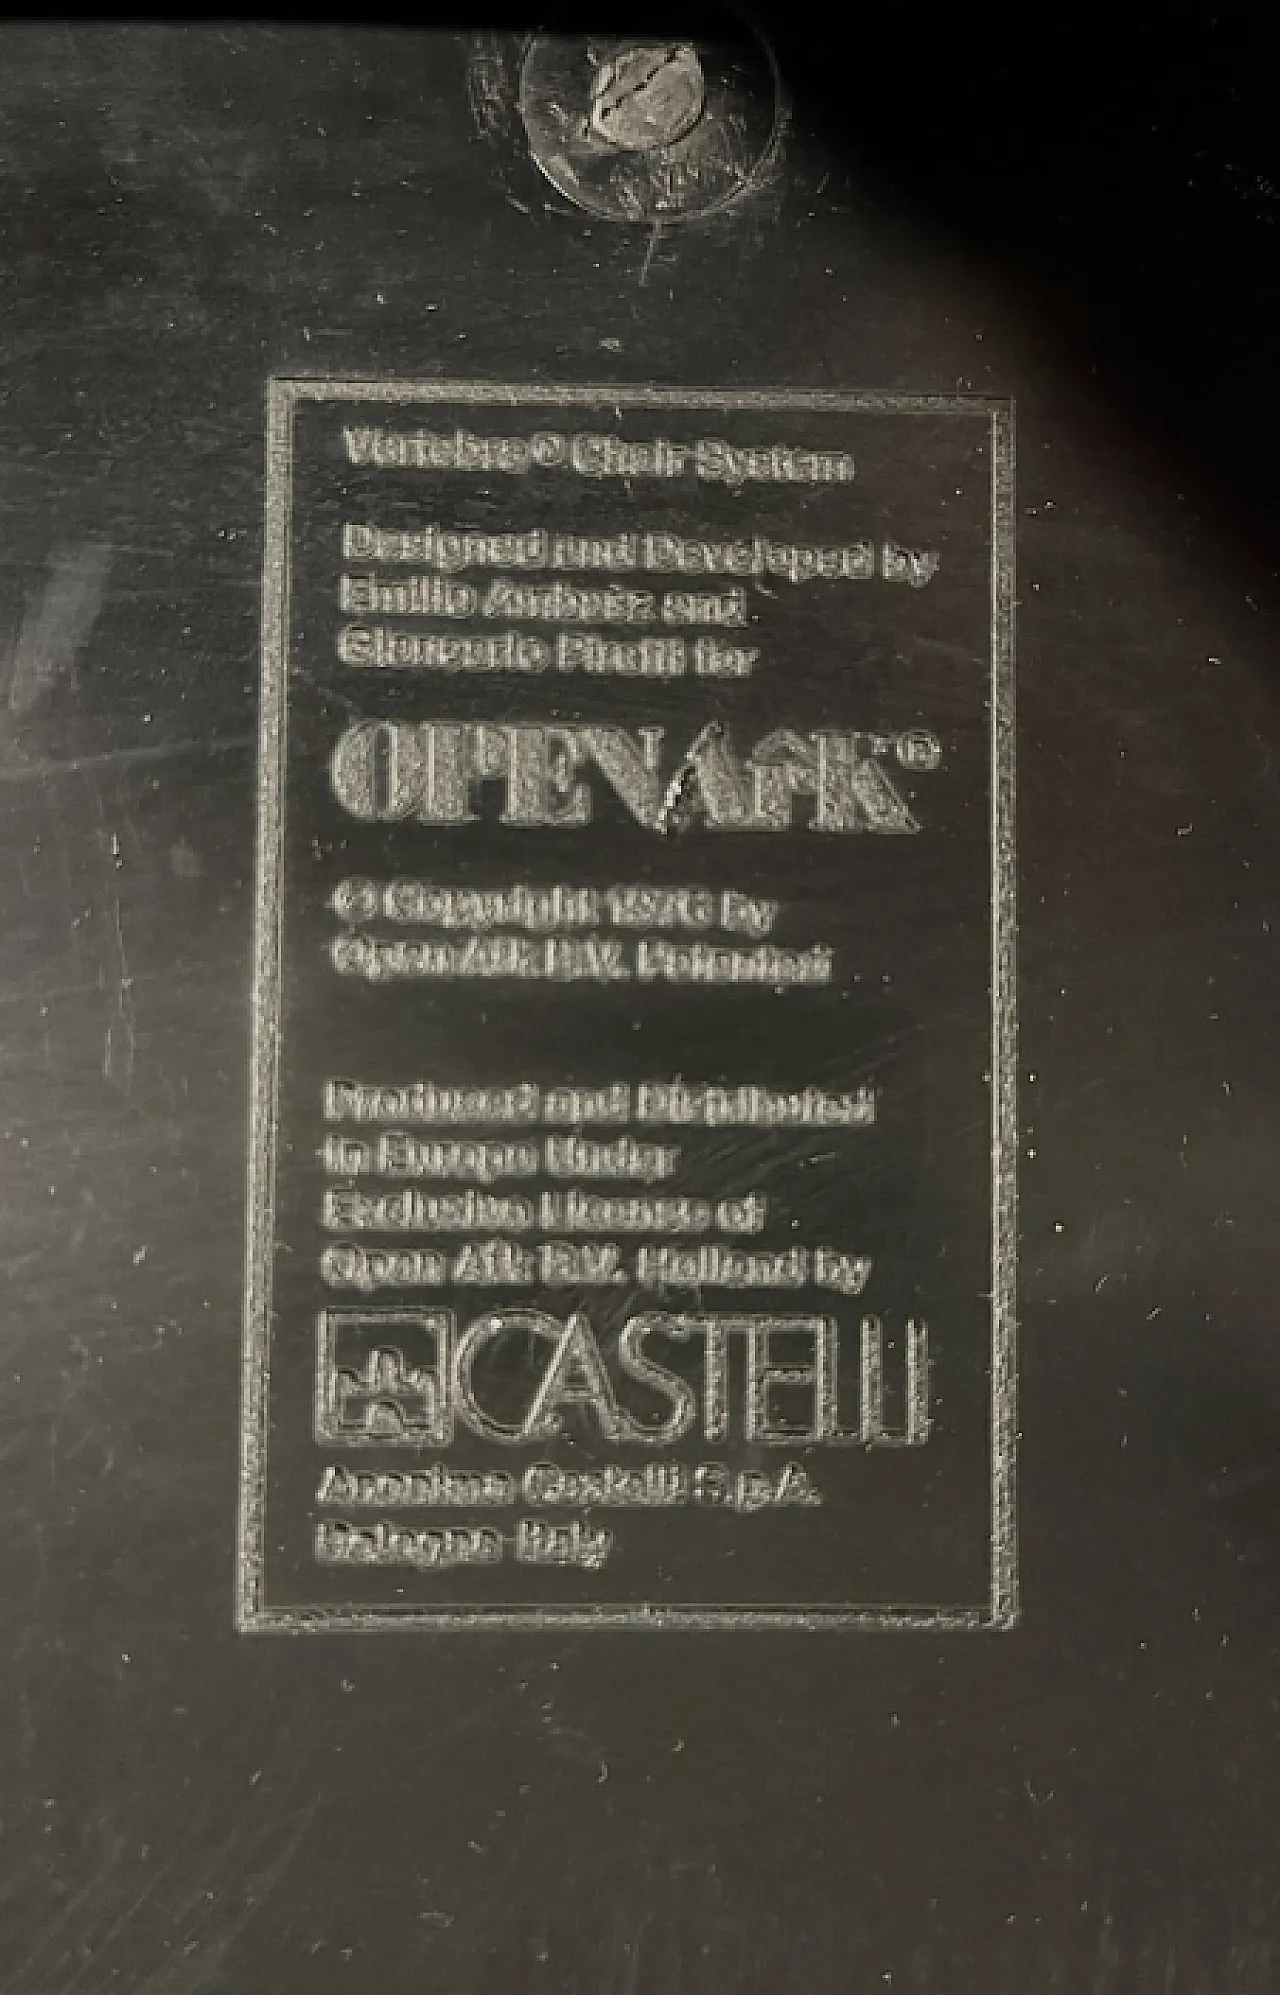 Vertebra® Chair System
Designed and Developed by
Emilio Ambasz and
Giancarlo Piretti for
OPENARK®
© Copyright 1976 by
Open Ark B.V. Patented
Produced and Distributed
in Europe Under
Exclusive License of
Open Ark B.V. Holland by
CASTELLI
Anonima Castelli S.p.A.
Bologna-Italy